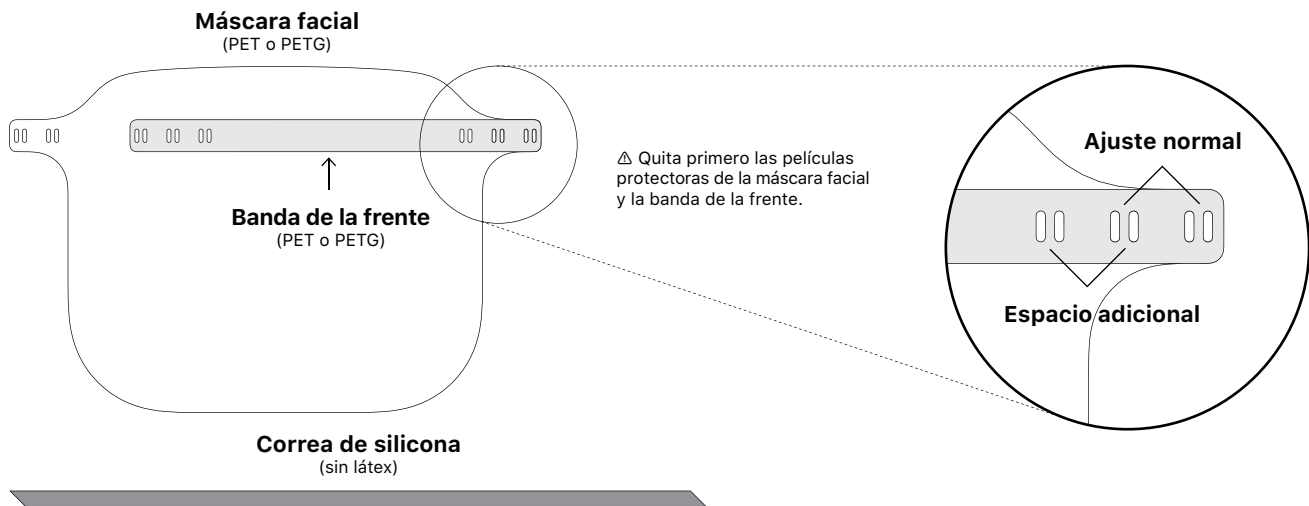 Máscara facial
(PET o PETG)
⚠ Quita primero las películas
protectoras de la máscara facial
y la banda de la frente.
Banda de la frente
(PET o PETG)
Ajuste normal
Espacio adicional
Correa de silicona
(sin látex)